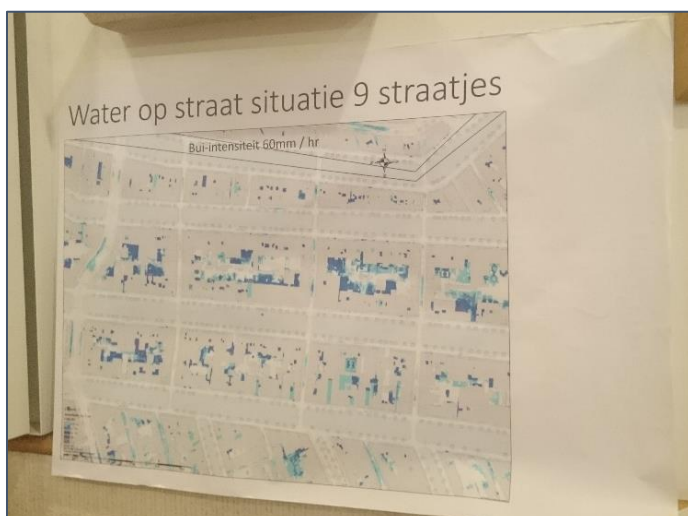 Water op straat situatie 9 straatjes
Bui-intensiteit 60mm / hr